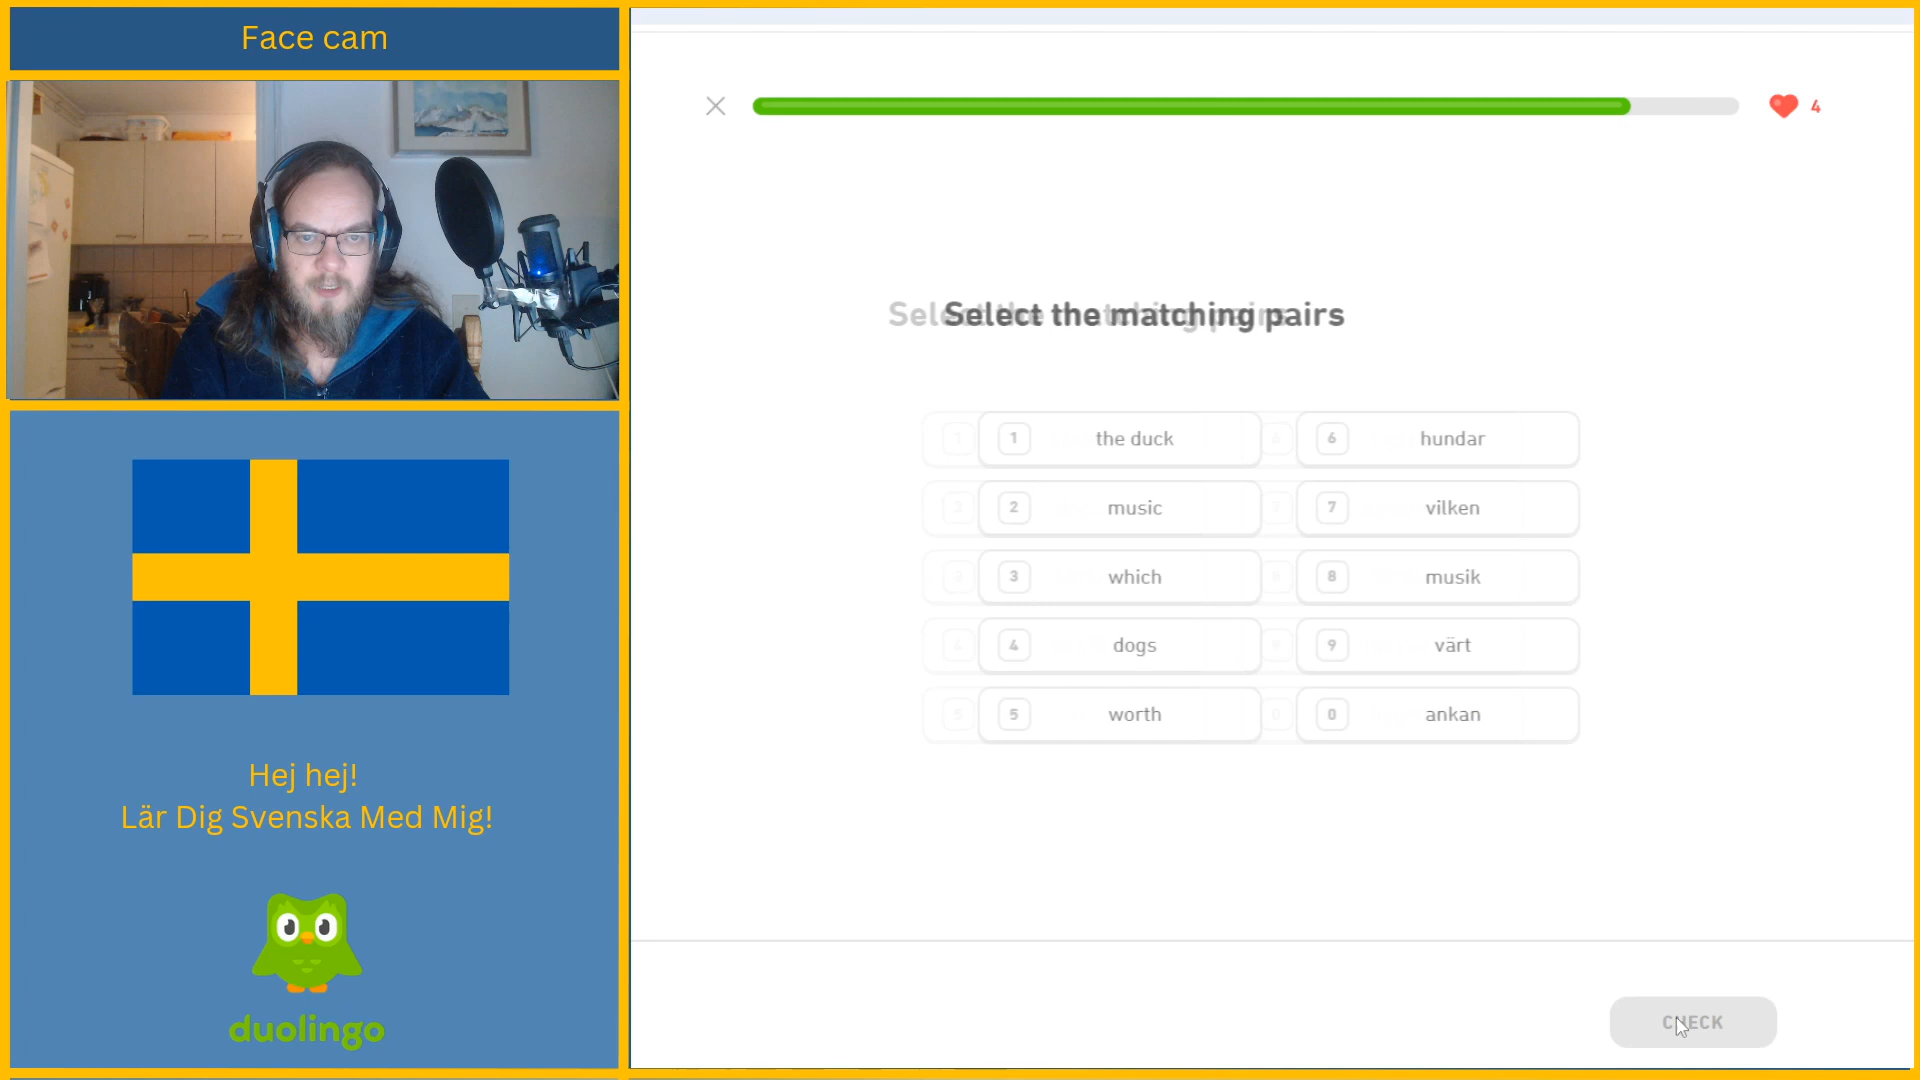 Face cam
4
Select the matching pairs
1 the duck 6 hundar
2 music 7 vilken
3 which 8 musik
4 dogs 9 värt
5 worth 0 ankan
Hej hej!
Lär Dig Svenska Med Mig!
duolingo
CHECK